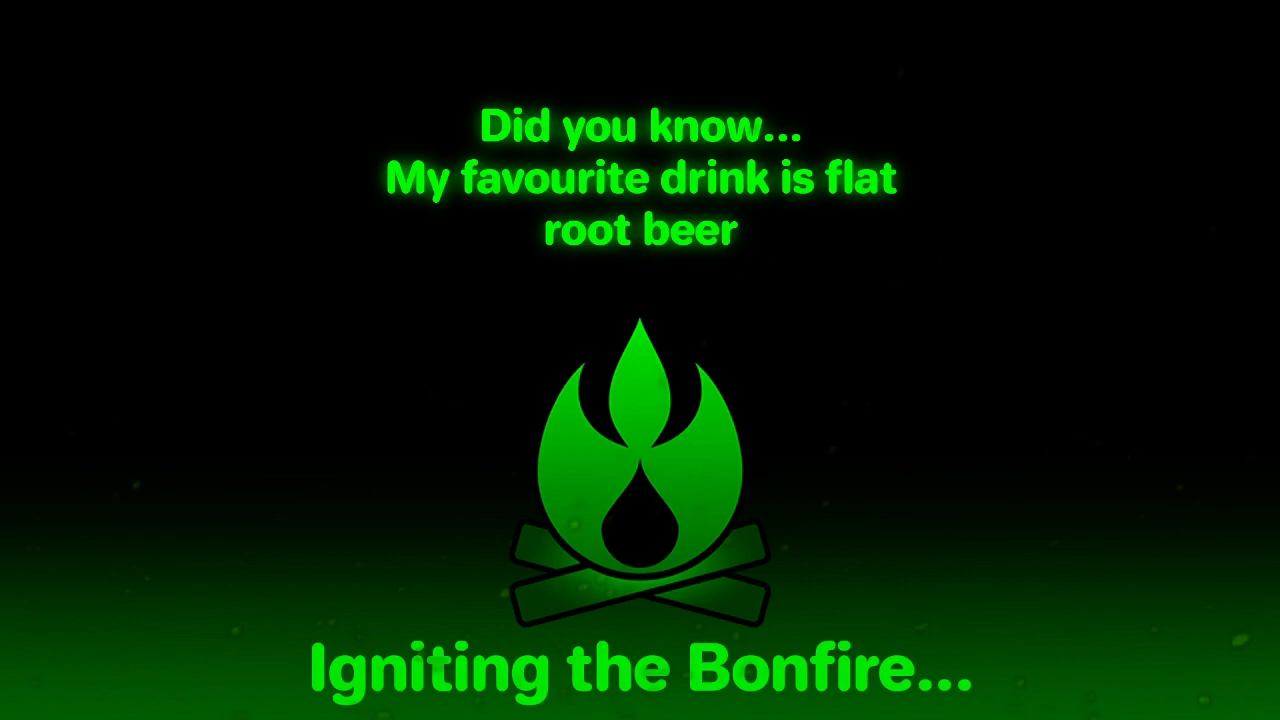 Did you know...
My favourite drink is flat
root beer
Igniting the Bonfire...